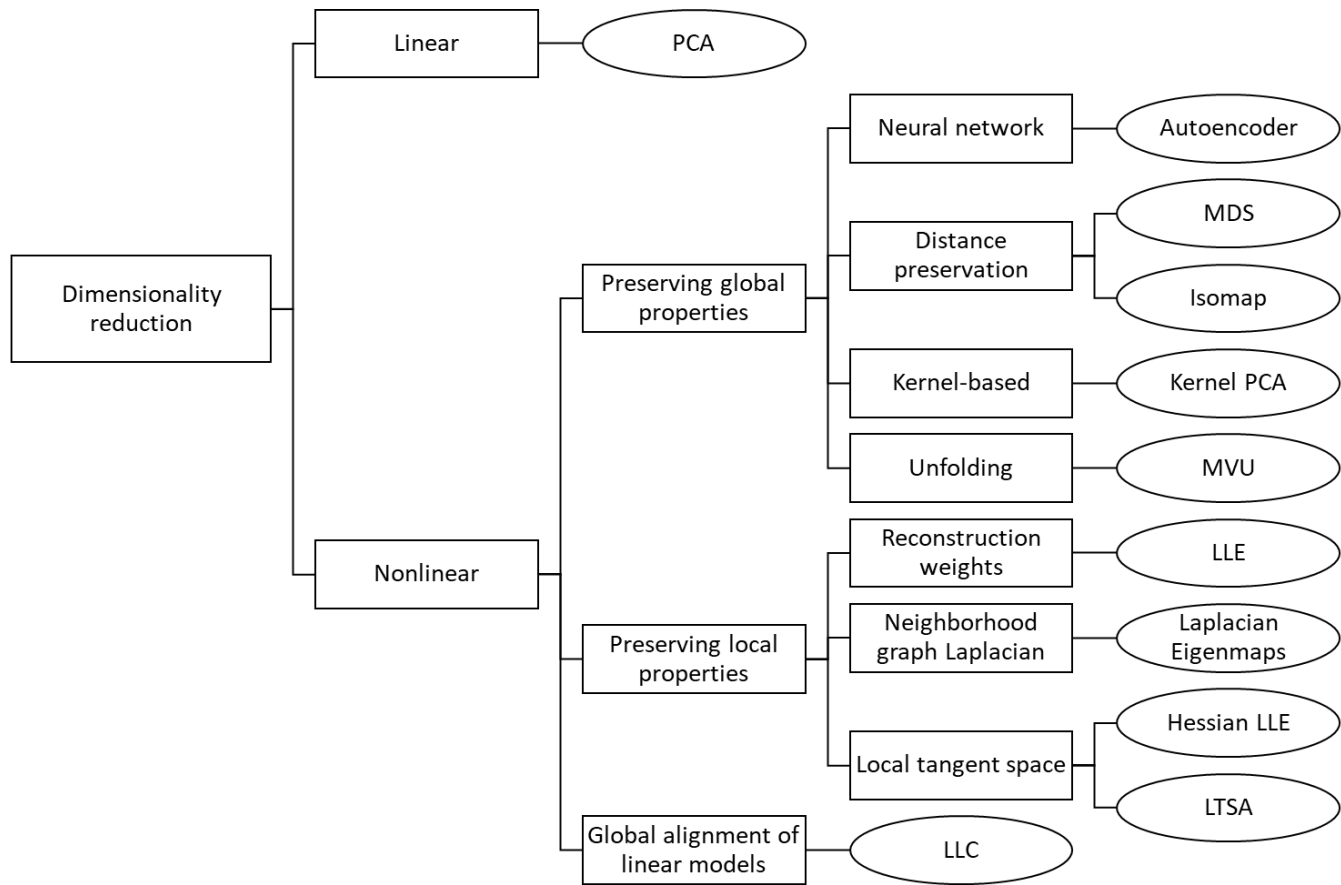 Linear
PCA
Neural network
Autoencoder
MDS
Distance
preservation
Dimensionality
reduction
Preserving global
properties
Isomap
Kernel-based
Kernel PCA
Unfolding
MVU
Nonlinear
Reconstruction
weights
LLE
Neighborhood
graph Laplacian
Laplacian
Eigenmaps
Preserving local
properties
Hessian LLE
Local tangent space
LTSA
Global alignment of
linear models
LLC